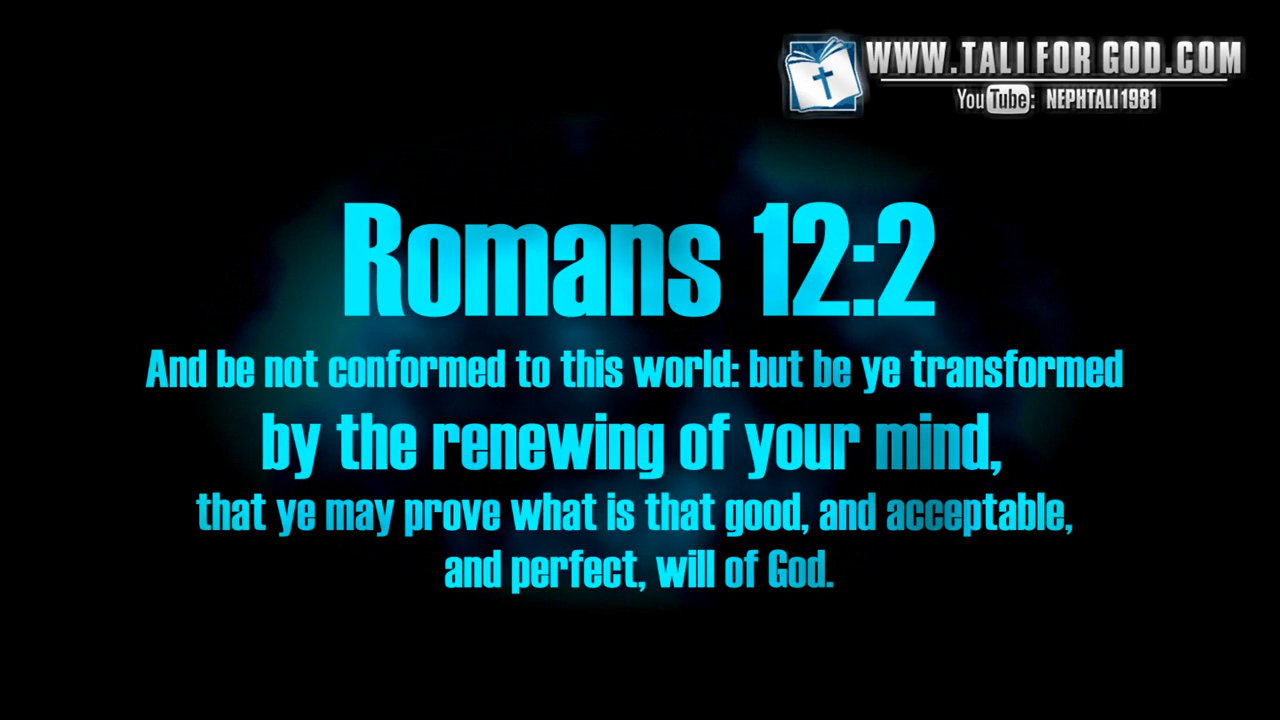 WWW.TALI FOR GOD.COM
YouTube: NEPHTALI1981
Romans 12:2
And be not conformed to this world: but be ye transformed
by the renewing of your mind,
that ye may prove what is that good, and acceptable,
and perfect, will of God.